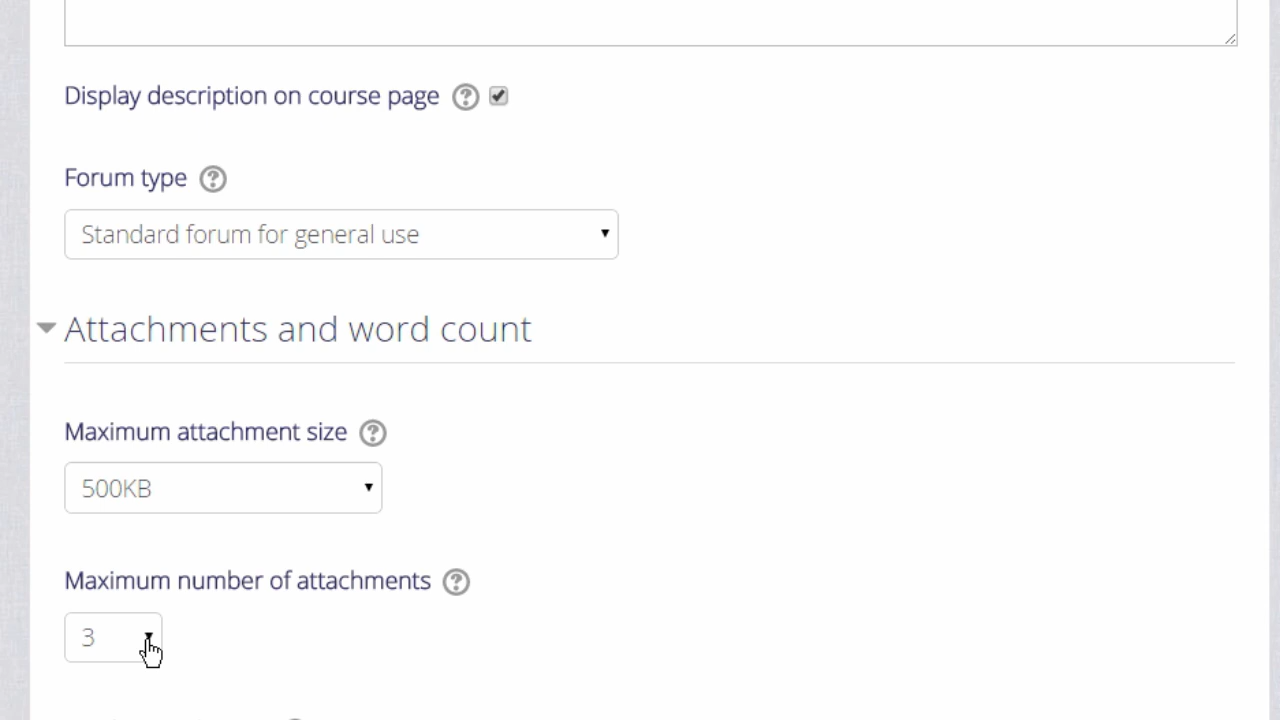 Display description on course page
Forum type
Standard forum for general use
Attachments and word count
Maximum attachment size
500KB
Maximum number of attachments
3